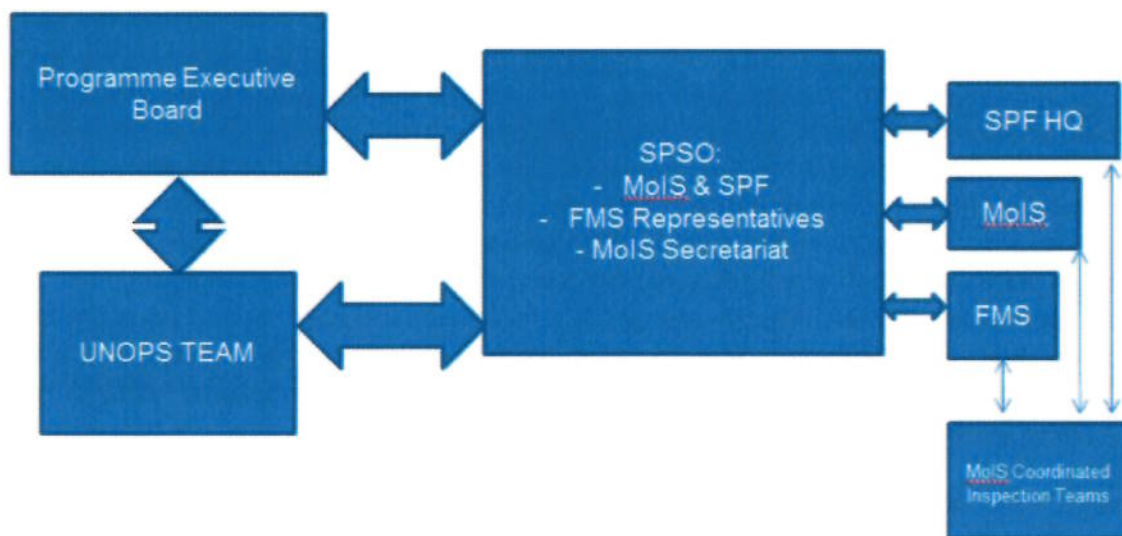 Programme Executive
Board
UNOPS TEAM
SPSO:
- MoIS & SPF
- FMS Representatives
- MoIS Secretariat
SPF HQ
MoIS
FMS
MoIS Coordinated
Inspection Teams